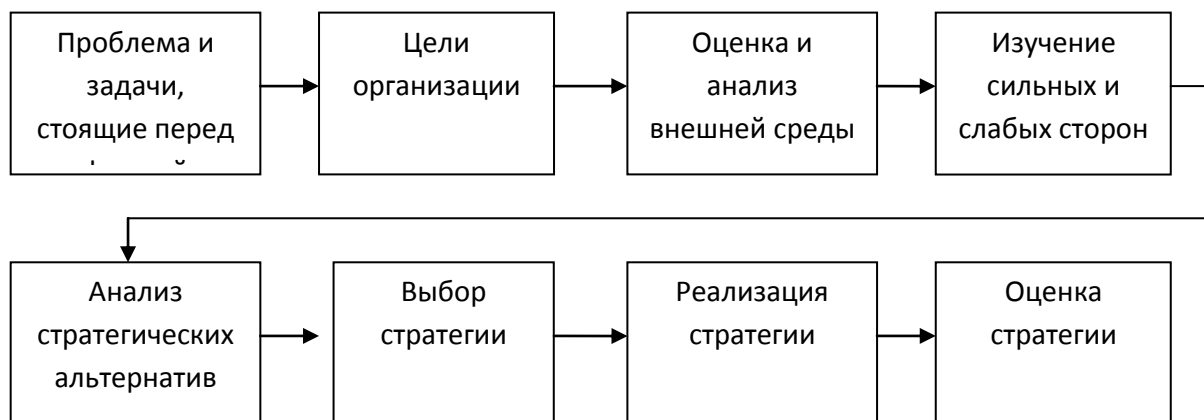 Проблема и
задачи,
стоящие перед
Цели
организации
Оценка и
анализ
внешней среды
Изучение
сильных и
слабых сторон
Анализ
стратегических
альтернатив
Выбор
стратегии
Реализация
стратегии
Оценка
стратегии